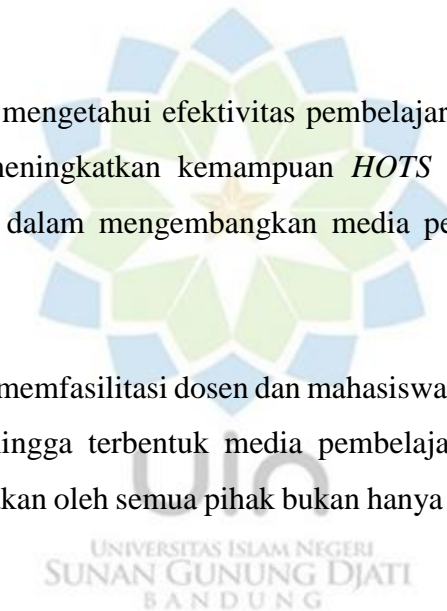 mengetahui efektivitas pembelajar
meningkatkan kemampuan HOTS
dalam mengembangkan media pe
memfasilitasi dosen dan mahasiswa
hingga terbentuk media pembelaja
kan oleh semua pihak bukan hanya
uin
UNIVERSITAS ISLAM NEGERI
SUNAN GUNUNG DJATI
BANDUNG